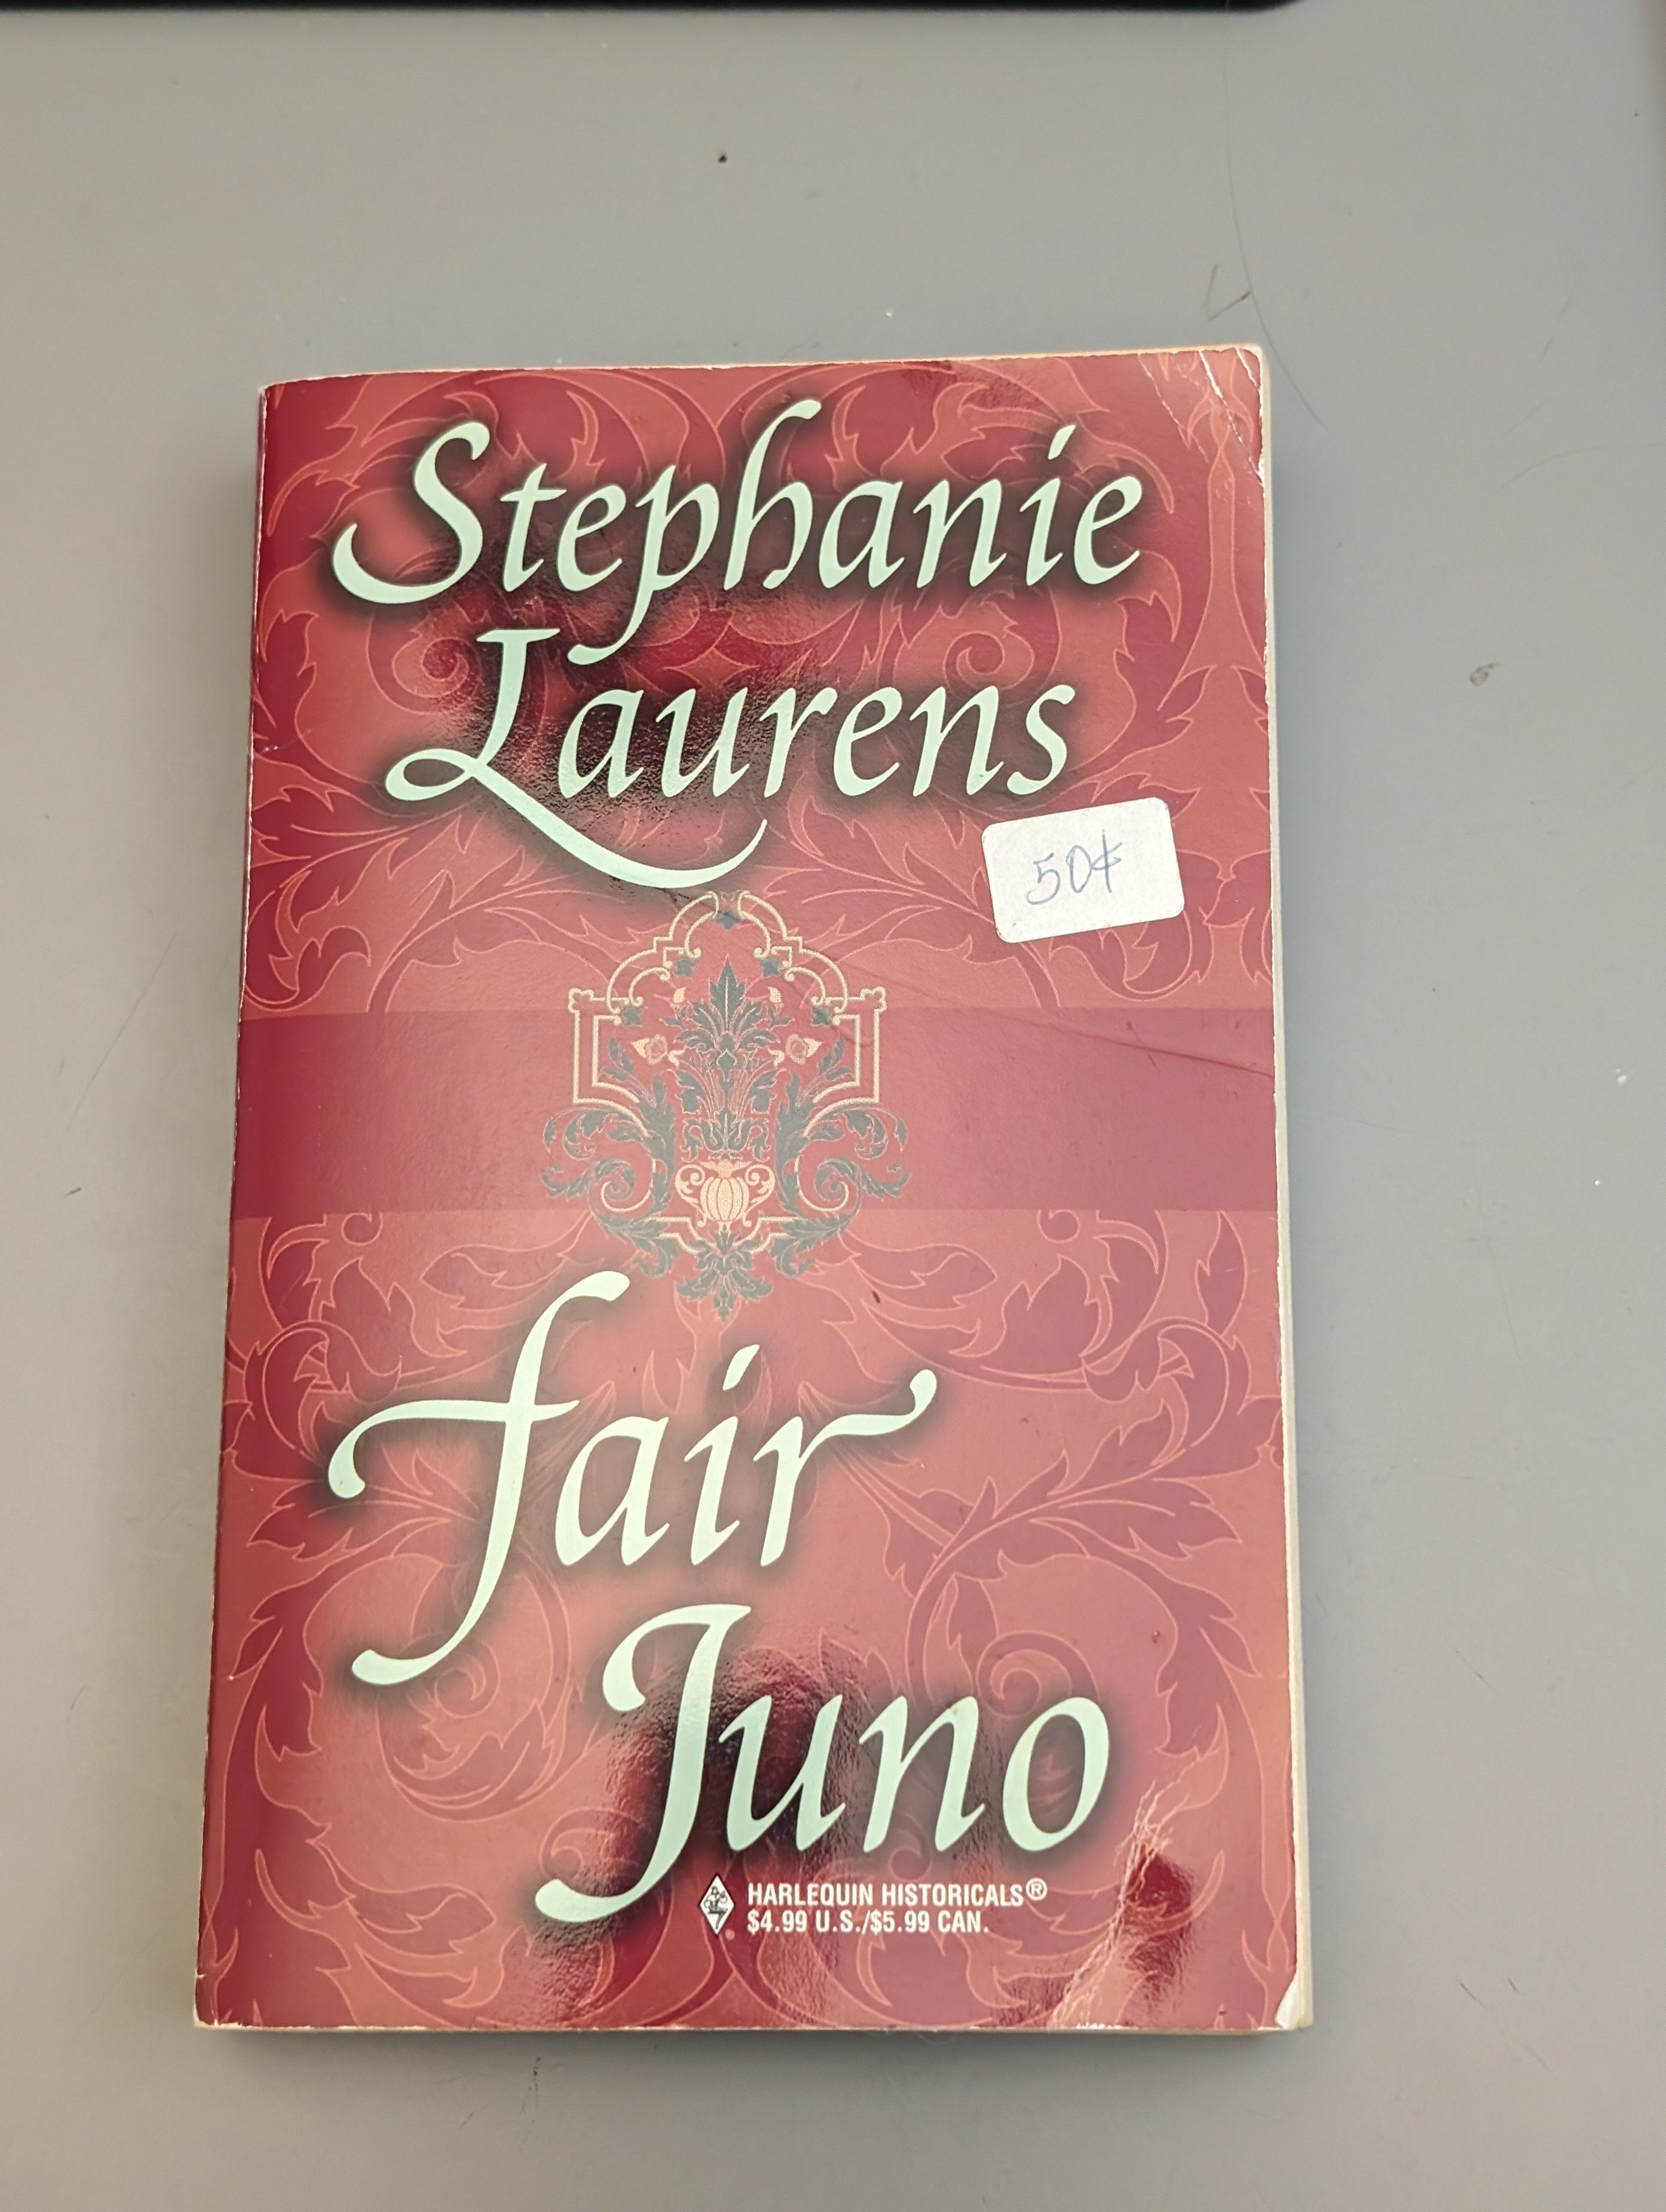 Stephanie
Laurens
50¢
fair
Juno
HARLEQUIN HISTORICALS®
$4.99 U.S./$5.99 CAN.